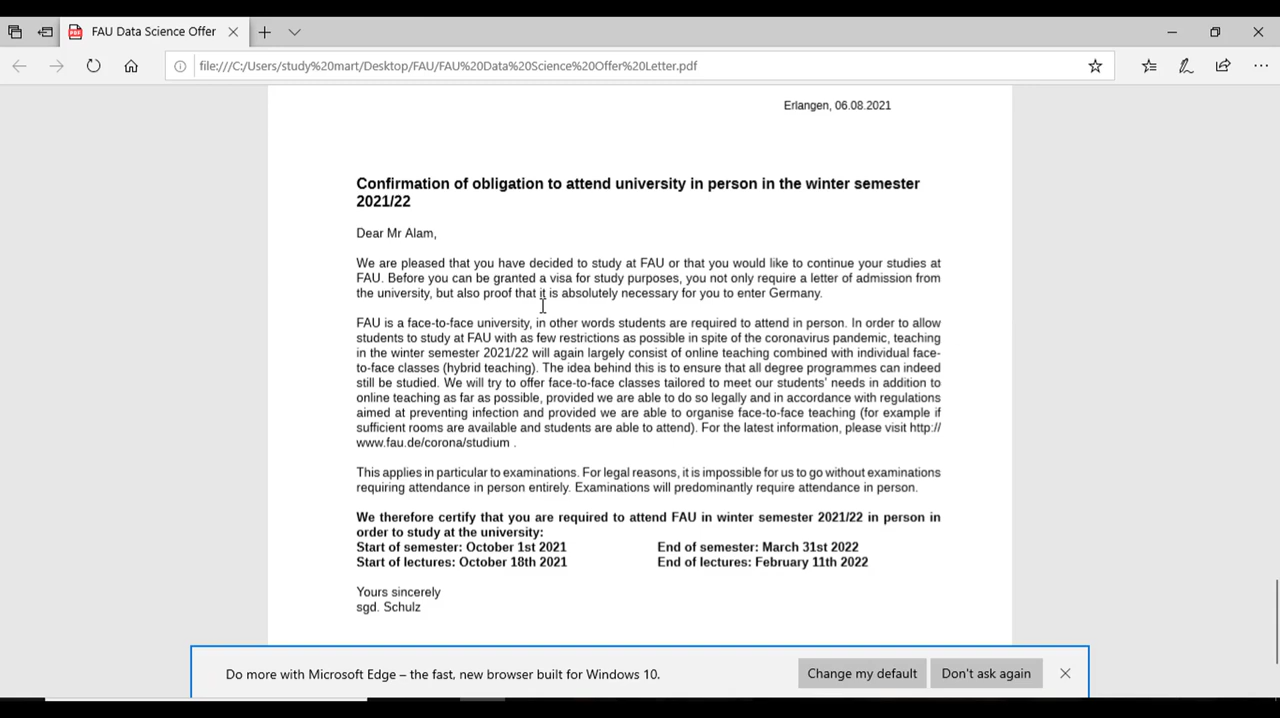 FAU Data Science Offer
file:///C:/Users/study%20mart/Desktop/FAU/FAU%20Data%20Science%20Offer%20Letter.pdf
Erlangen, 06.08.2021
Confirmation of obligation to attend university in person in the winter semester
2021/22
Dear Mr Alam,
We are pleased that you have decided to study at FAU or that you would like to continue your studies at
FAU. Before you can be granted a visa for study purposes, you not only require a letter of admission from
the university, but also proof that it is absolutely necessary for you to enter Germany.
FAU is a face-to-face university, in other words students are required to attend in person. In order to allow
students to study at FAU with as few restrictions as possible in spite of the coronavirus pandemic, teaching
in the winter semester 2021/22 will again largely consist of online teaching combined with individual face-
to-face classes (hybrid teaching). The idea behind this is to ensure that all degree programmes can indeed
still be studied. We will try to offer face-to-face classes tailored to meet our students' needs in addition to
online teaching as far as possible, provided we are able to do so legally and in accordance with regulations
aimed at preventing infection and provided we are able to organise face-to-face teaching (for example if
sufficient rooms are available and students are able to attend). For the latest information, please visit http://
www.fau.de/corona/studium .
This applies in particular to examinations. For legal reasons, it is impossible for us to go without examinations
requiring attendance in person entirely. Examinations will predominantly require attendance in person.
We therefore certify that you are required to attend FAU in winter semester 2021/22 in person in
order to study at the university:
Start of semester: October 1st 2021 End of semester: March 31st 2022
Start of lectures: October 18th 2021 End of lectures: February 11th 2022
Yours sincerely
sgd. Schulz
Do more with Microsoft Edge – the fast, new browser built for Windows 10. Change my default Don't ask again